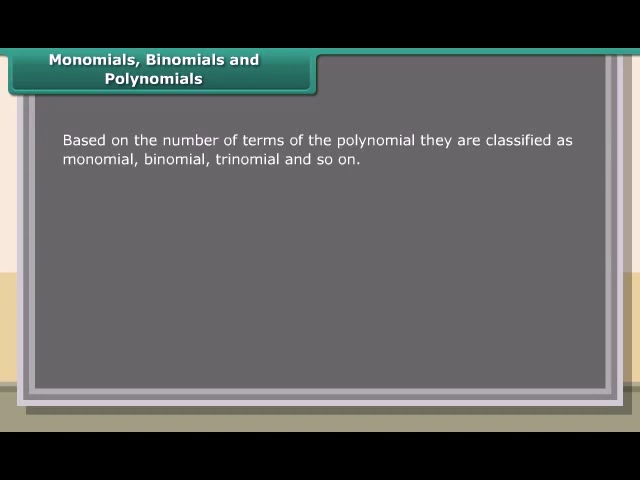 Monomials, Binomials and
Polynomials
Based on the number of terms of the polynomial they are classified as
monomial, binomial, trinomial and so on.